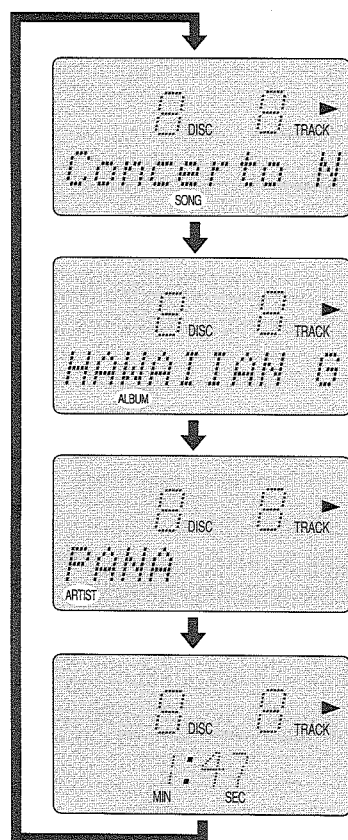 8 DISC 8 TRACK
Concerto N
SONG
8 DISC 8 TRACK
HAWAIIAN G
ALBUM
8 DISC 8 TRACK
PANA
ARTIST
8 DISC 8 TRACK
1:47
MIN SEC